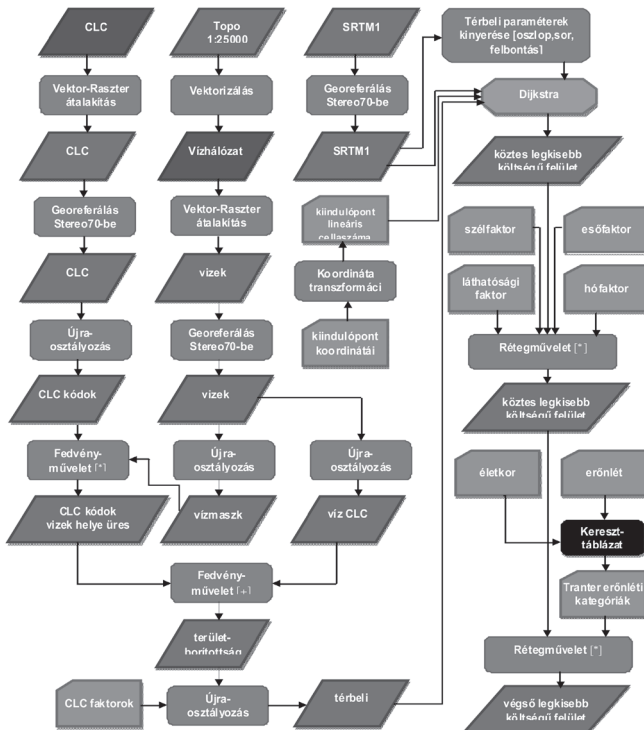 CLC
Vektor-Raszter
átalakítás
CLC
Georeferálás
Stereo70-be
CLC
Újra-
osztályozás
CLC kódok
Fedvény-
művelet [*]
CLC kódok
vizek helye üres
Topo
1:25000
Vektorizálás
Vízhálózat
Vektor-Raszter
átalakítás
vizek
Georeferálás
Stereo70-be
vizek
Újra-
osztályozás
vízmaszk
Újra-
osztályozás
víz CLC
Fedvény-
művelet [+]
terület-
borítottság
CLC faktorok
Újra-
osztályozás
térbeli
SRTM1
Georeferálás
Stereo70-be
SRTM1
kiindulópont
lineáris
cellaszáma
Koordináta
transzformáci
kiindulópont
koordinátái
Térbeli paraméterek
kinyerése [oszlop,sor,
felbontás]
Dijkstra
köztes legkisebb
költségű felület
szélfaktor
esőfaktor
láthatósági
faktor
hófaktor
Rétegművelet [*]
köztes legkisebb
költségű felület
életkor
erőnlét
Kereszt-
táblázat
Tranter erőnléti
kategóriák
Rétegművelet [*]
végső legkisebb
költségű felület